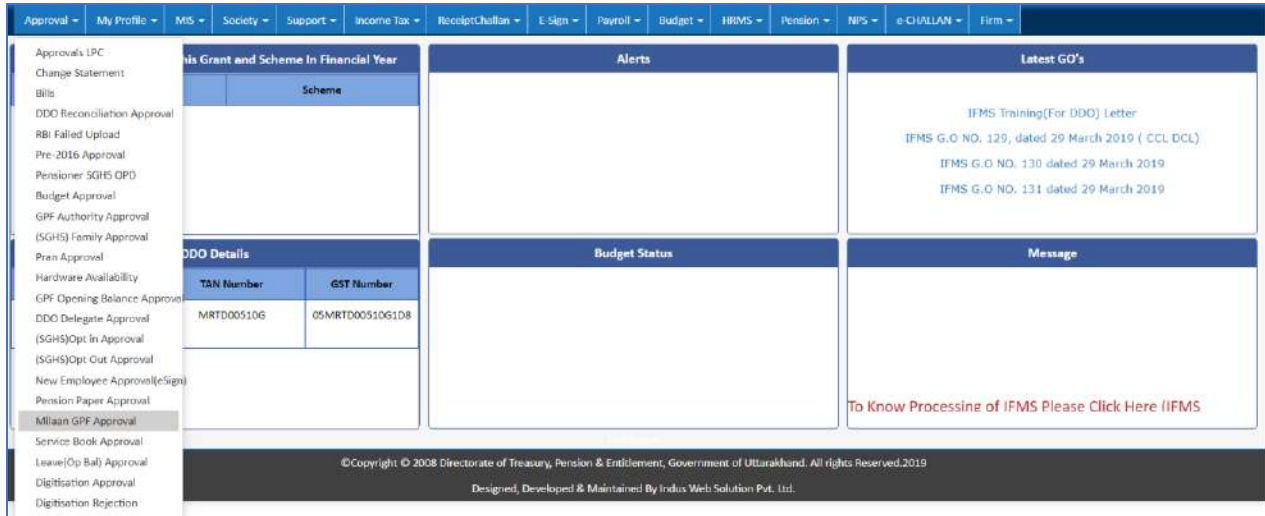 Approval My Profile MIS Society Support Income Tax ReceiptChallan E-Sign Payroll Budget HRMS Pension NPS e-CHALLAN Firm
Approvals LPC
Change Statement
Bills
DDO Reconciliation Approval
RBI Failed Upload
Pre-2016 Approval
Pensioner SGHS OPD
Budget Approval
GPF Authority Approval
(SGHS) Family Approval
Pran Approval
Hardware Availability
GPF Opening Balance Approval
DDO Delegate Approval
(SGHS)Opt in Approval
(SGHS)Opt Out Approval
New Employee Approval(eSign)
Pension Paper Approval
Milaan GPF Approval
Service Book Approval
Leave(Op Bal) Approval
Digitisation Approval
Digitisation Rejection
his Grant and Scheme In Financial Year
Scheme
Alerts
Latest GO's
IFMS Training(For DDO) Letter
IFMS G.O NO. 129, dated 29 March 2019 ( CCL DCL)
IFMS G.O NO. 130 dated 29 March 2019
IFMS G.O NO. 131 dated 29 March 2019
DDO Details
TAN Number GST Number
MRTD00510G 05MRTD00510G1D8
Budget Status
Message
To Know Processing of IFMS Please Click Here (IFMS
©Copyright © 2008 Directorate of Treasury, Pension & Entitlement, Government of Uttarakhand. All rights Reserved.2019
Designed, Developed & Maintained By Indus Web Solution Pvt. Ltd.